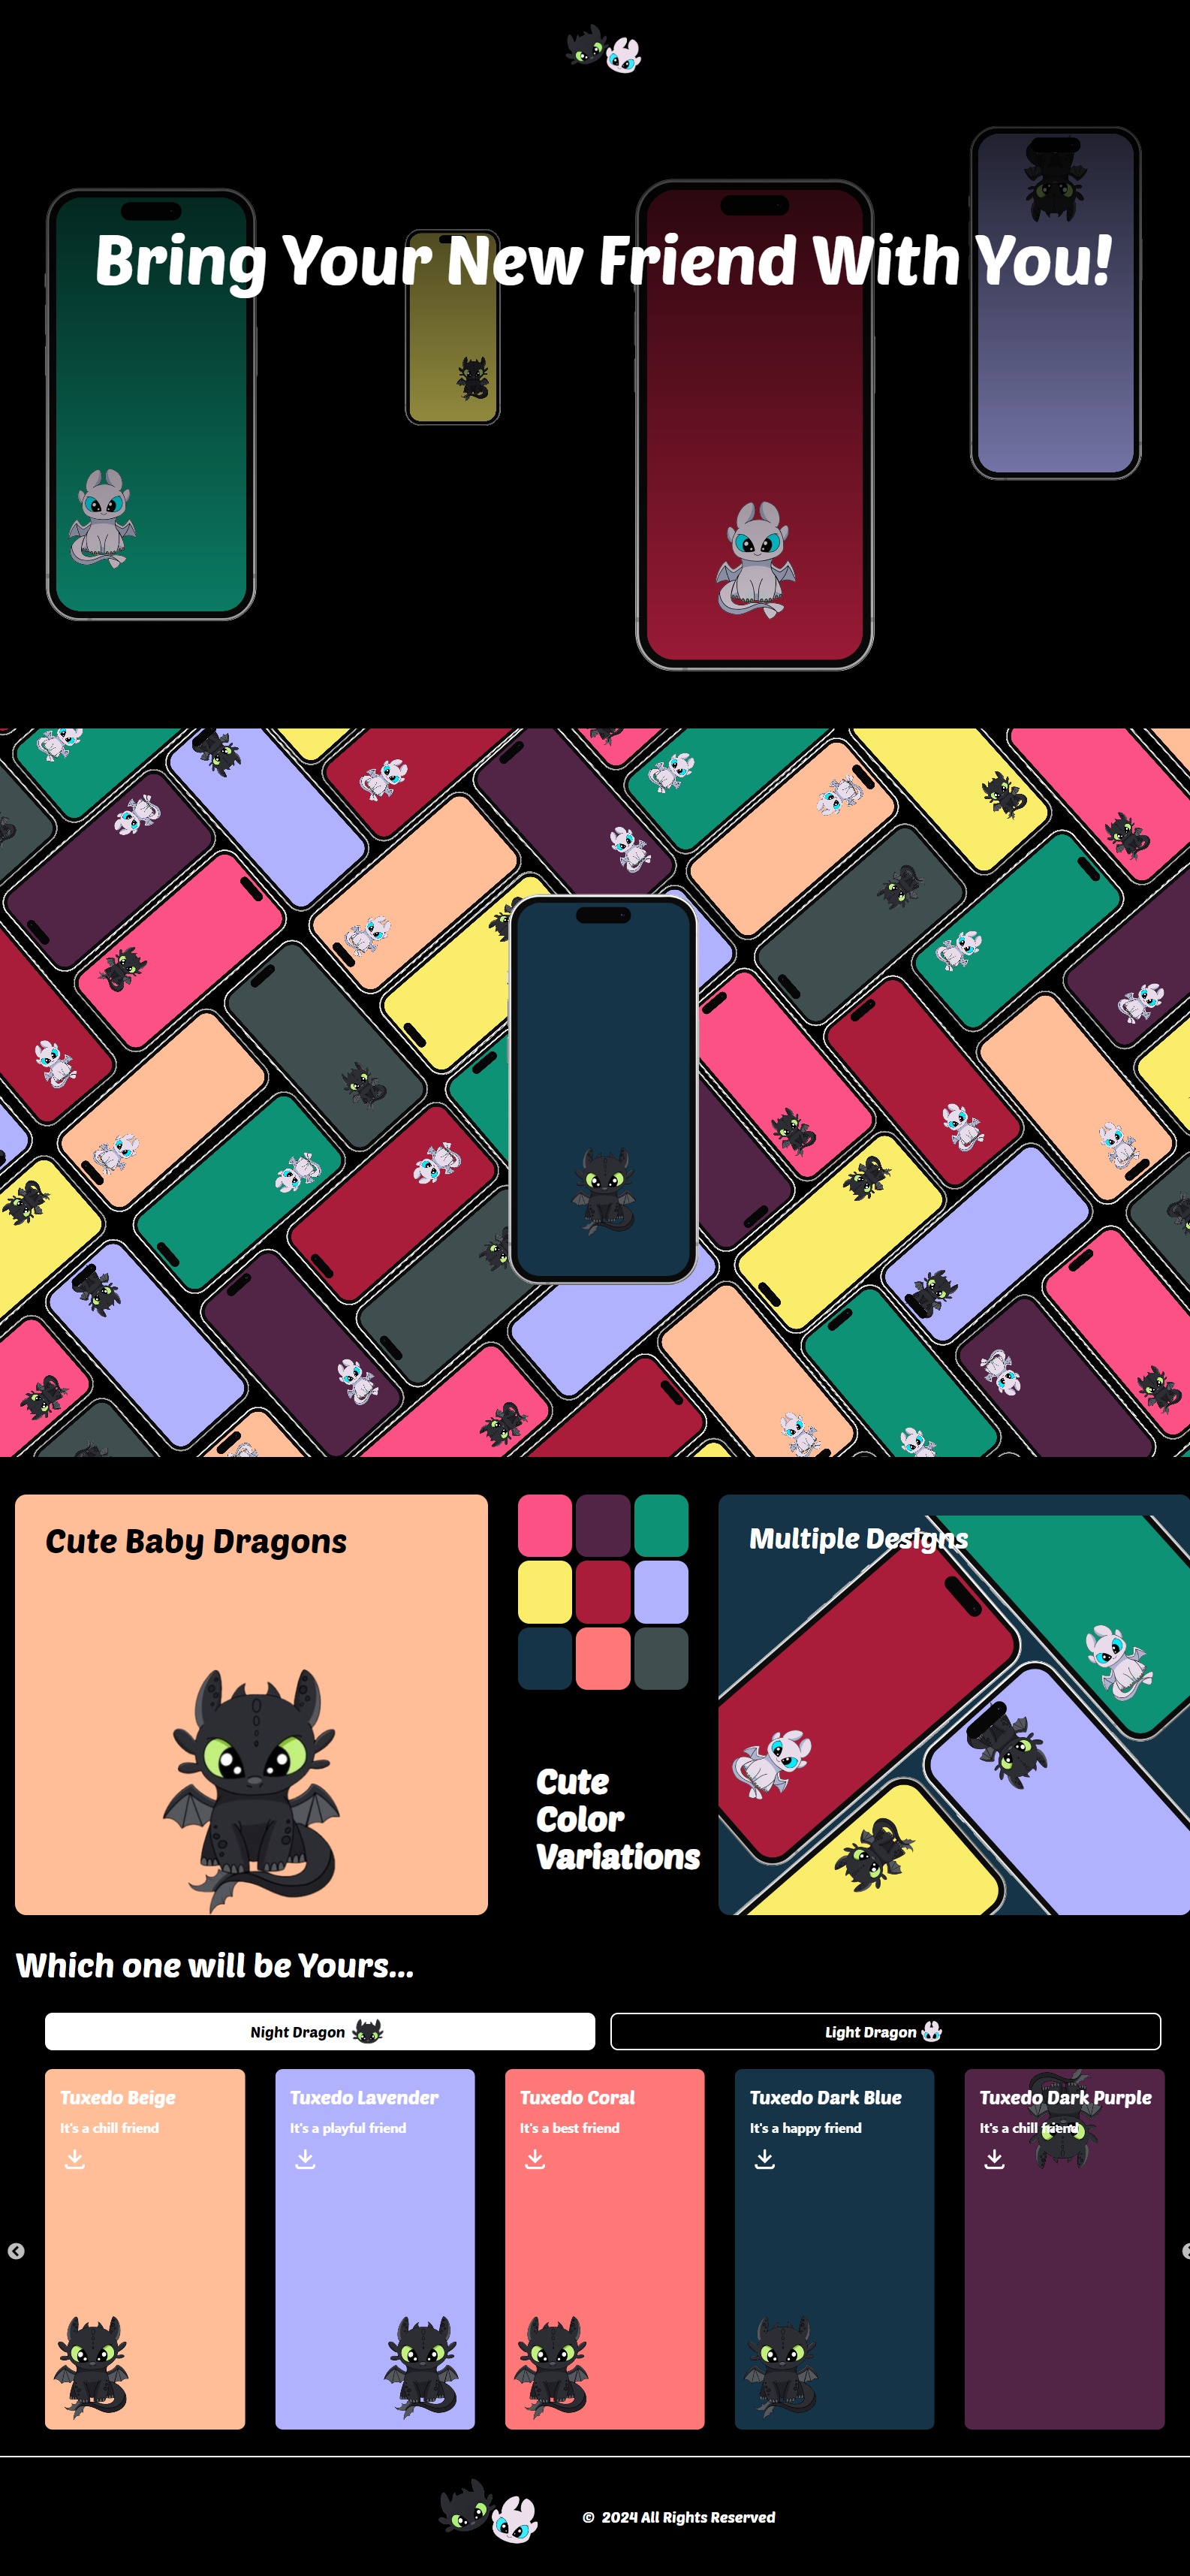 Bring Your New Friend With You!
Cute Baby Dragons
Cute
Color
Variations
Multiple Designs
Which one will be Yours...
Night Dragon
Light Dragon
Tuxedo Beige
It's a chill friend
Tuxedo Lavender
It's a playful friend
Tuxedo Coral
It's a best friend
Tuxedo Dark Blue
It's a happy friend
Tuxedo Dark Purple
It's a chill friend
© 2024 All Rights Reserved